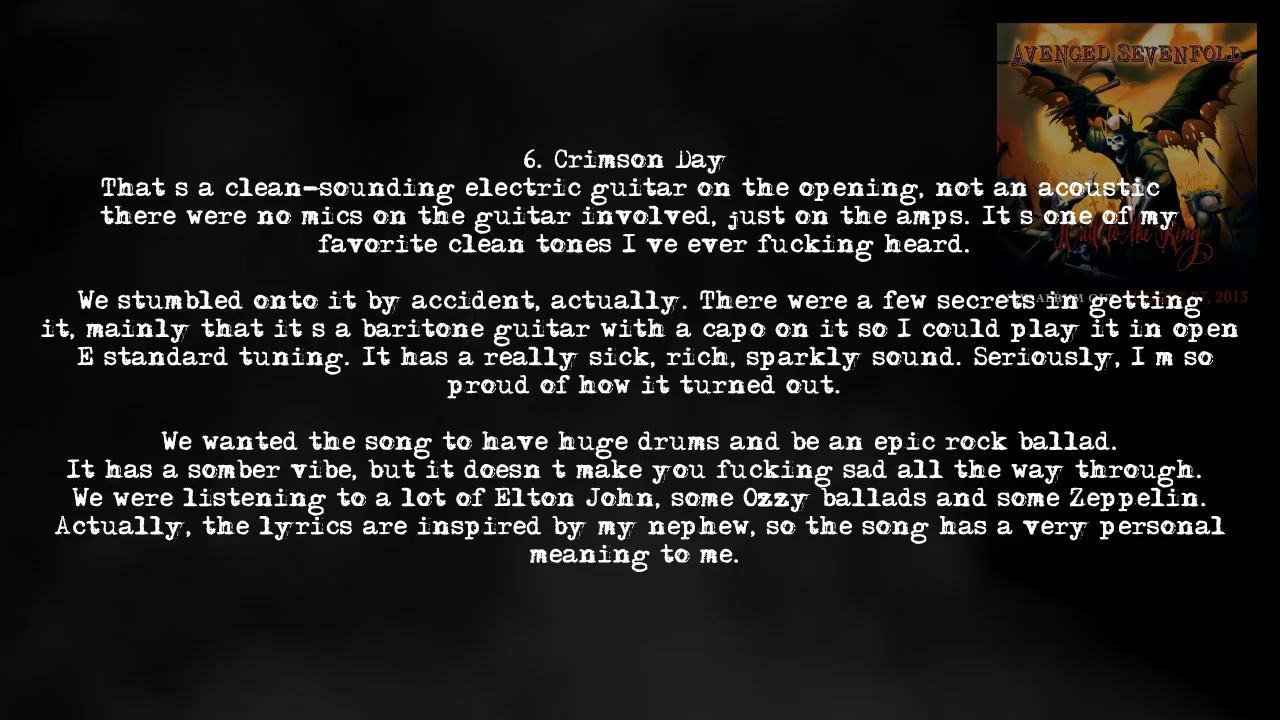 AVENGED SEVENFOLD
6. Crimson Day
That s a clean-sounding electric guitar on the opening, not an acoustic
there were no mics on the guitar involved, just on the amps. It s one of my
favorite clean tones I ve ever fucking heard.
Hail to the King
We stumbled onto it by accident, actually. There were a few secrets in getting
it, mainly that it s a baritone guitar with a capo on it so I could play it in open
E standard tuning. It has a really sick, rich, sparkly sound. Seriously, I m so
proud of how it turned out.
We wanted the song to have huge drums and be an epic rock ballad.
It has a somber vibe, but it doesn t make you fucking sad all the way through.
We were listening to a lot of Elton John, some Ozzy ballads and some Zeppelin.
Actually, the lyrics are inspired by my nephew, so the song has a very personal
meaning to me.